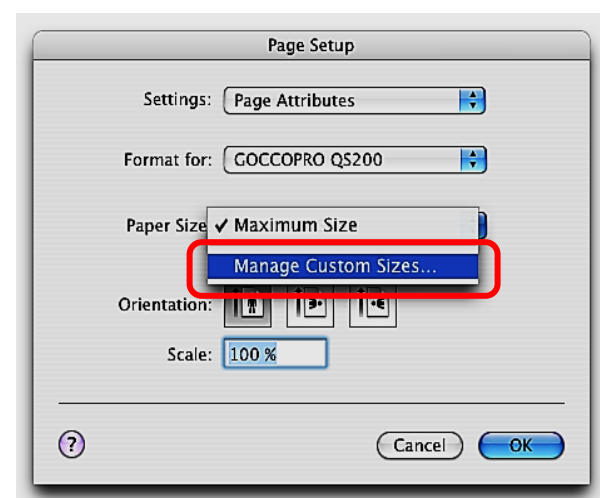 Page Setup
Settings: Page Attributes
Format for: GOCCOPRO QS200
Paper Size ✓ Maximum Size
Manage Custom Sizes...
Orientation:
Scale: 100 %
? Cancel OK